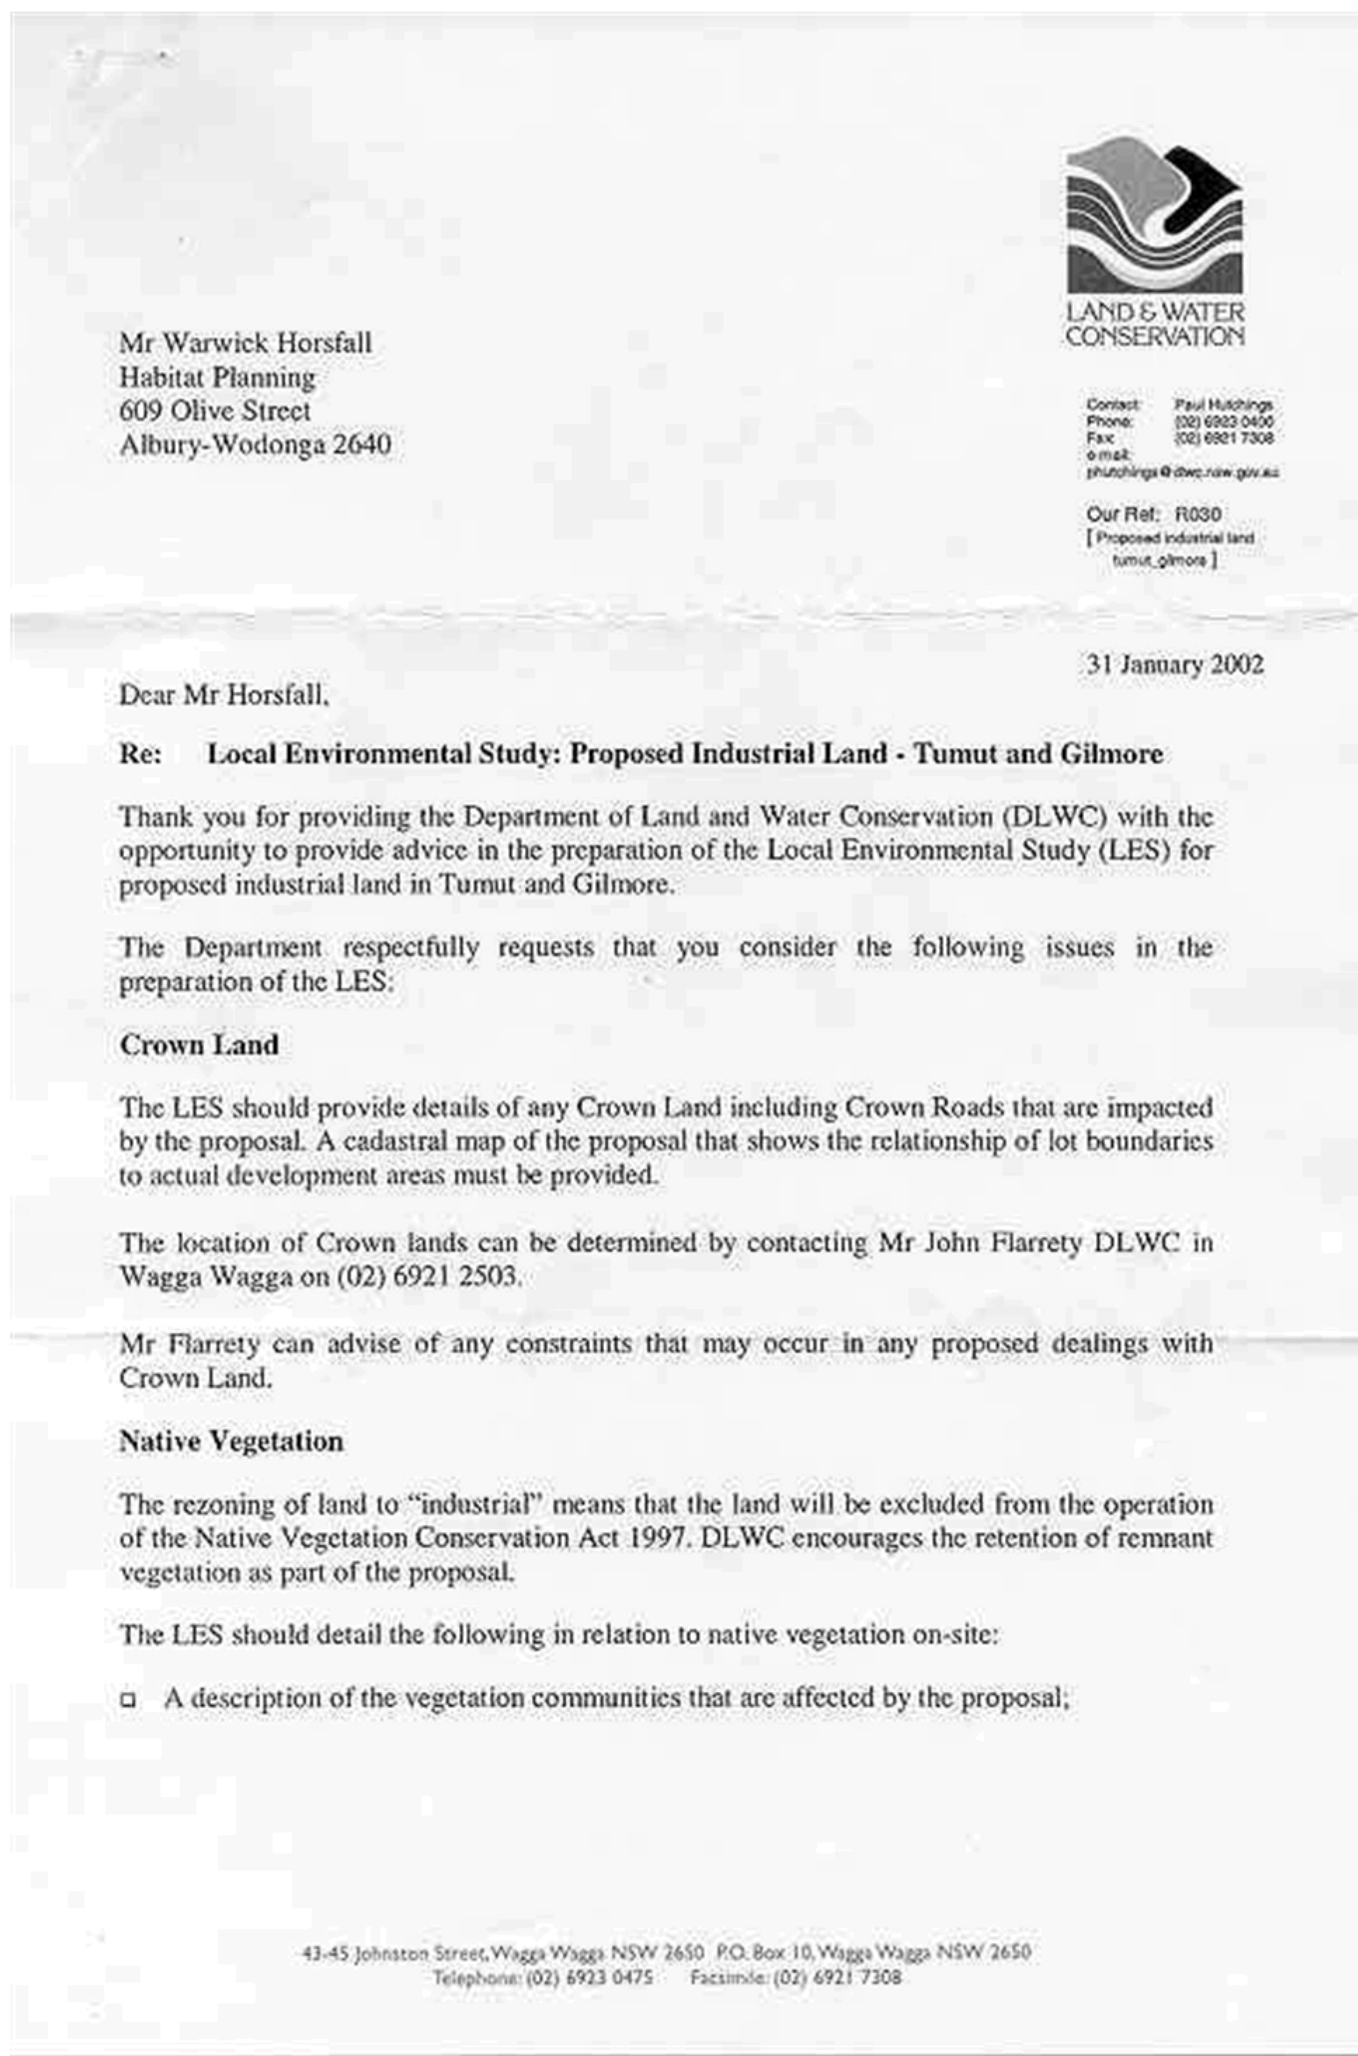 LAND & WATER
CONSERVATION
Mr Warwick Horsfall
Habitat Planning
609 Olive Street
Albury-Wodonga 2640
Contact: Paul Hutchings
Phone: (02) 6923 0400
Fax: (02) 6921 7308
e mail:
phutchings@dlwc.nsw.gov.au
Our Ref: R030
[ Proposed industrial land
tumut_gilmore ]
31 January 2002
Dear Mr Horsfall,
Re: Local Environmental Study: Proposed Industrial Land - Tumut and Gilmore
Thank you for providing the Department of Land and Water Conservation (DLWC) with the
opportunity to provide advice in the preparation of the Local Environmental Study (LES) for
proposed industrial land in Tumut and Gilmore.
The Department respectfully requests that you consider the following issues in the
preparation of the LES:
Crown Land
The LES should provide details of any Crown Land including Crown Roads that are impacted
by the proposal. A cadastral map of the proposal that shows the relationship of lot boundaries
to actual development areas must be provided.
The location of Crown lands can be determined by contacting Mr John Flarrety DLWC in
Wagga Wagga on (02) 6921 2503.
Mr Flarrety can advise of any constraints that may occur in any proposed dealings with
Crown Land.
Native Vegetation
The rezoning of land to “industrial” means that the land will be excluded from the operation
of the Native Vegetation Conservation Act 1997. DLWC encourages the retention of remnant
vegetation as part of the proposal.
The LES should detail the following in relation to native vegetation on-site:
❑ A description of the vegetation communities that are affected by the proposal;
43-45 Johnston Street, Wagga Wagga NSW 2650 P.O. Box 10, Wagga Wagga NSW 2650
Telephone: (02) 6923 0475 Facsimile: (02) 6921 7308